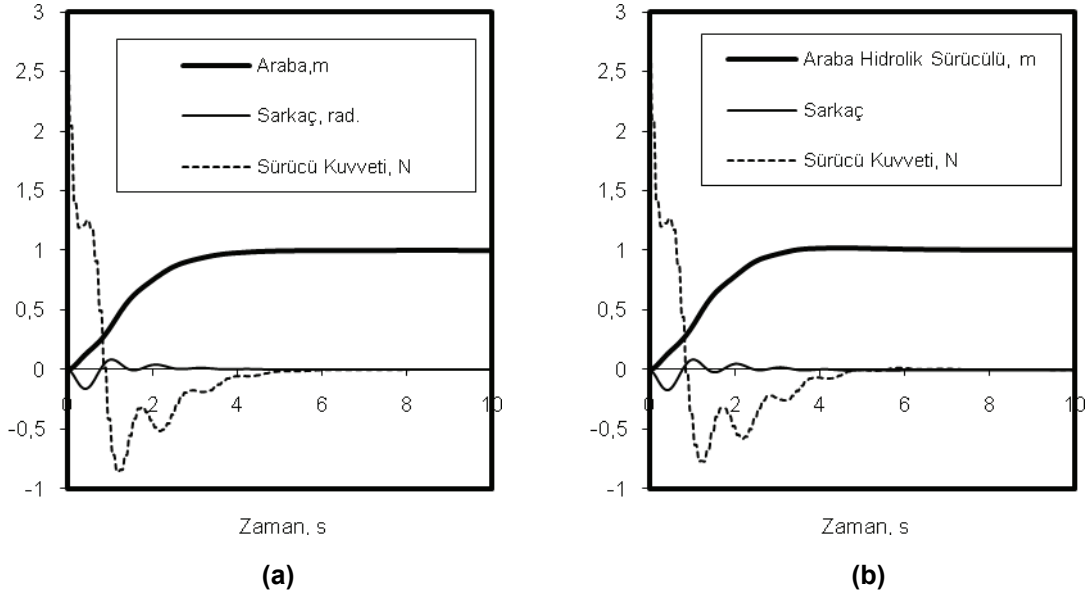 3
2,5
2
1,5
1
0,5
0
-0,5
-1
0 2 4 6 8 10
Araba,m
Sarkaç, rad.
Sürücü Kuvveti, N
Zaman, s
(a)
3
2,5
2
1,5
1
0,5
0
-0,5
-1
0 2 4 6 8 10
Araba Hidrolik Sürücülü, m
Sarkaç
Sürücü Kuvveti, N
Zaman, s
(b)